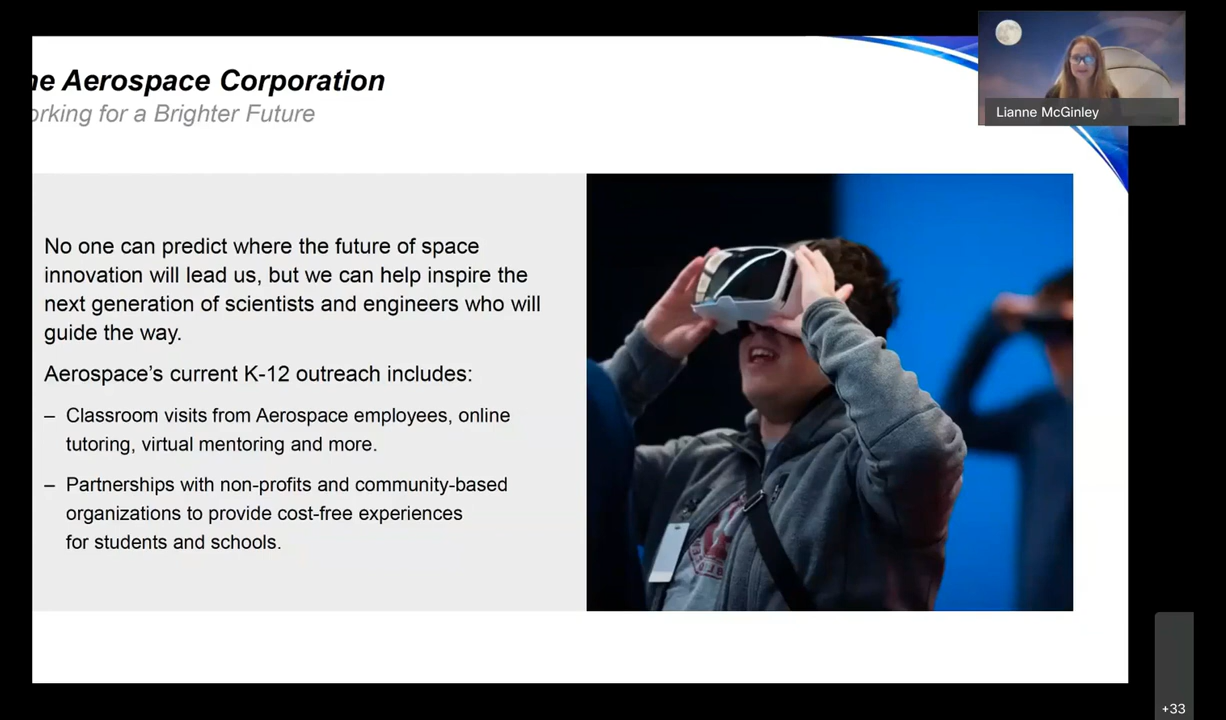 ne Aerospace Corporation
orking for a Brighter Future
Lianne McGinley
No one can predict where the future of space
innovation will lead us, but we can help inspire the
next generation of scientists and engineers who will
guide the way.
Aerospace’s current K-12 outreach includes:
– Classroom visits from Aerospace employees, online
tutoring, virtual mentoring and more.
– Partnerships with non-profits and community-based
organizations to provide cost-free experiences
for students and schools.
+33